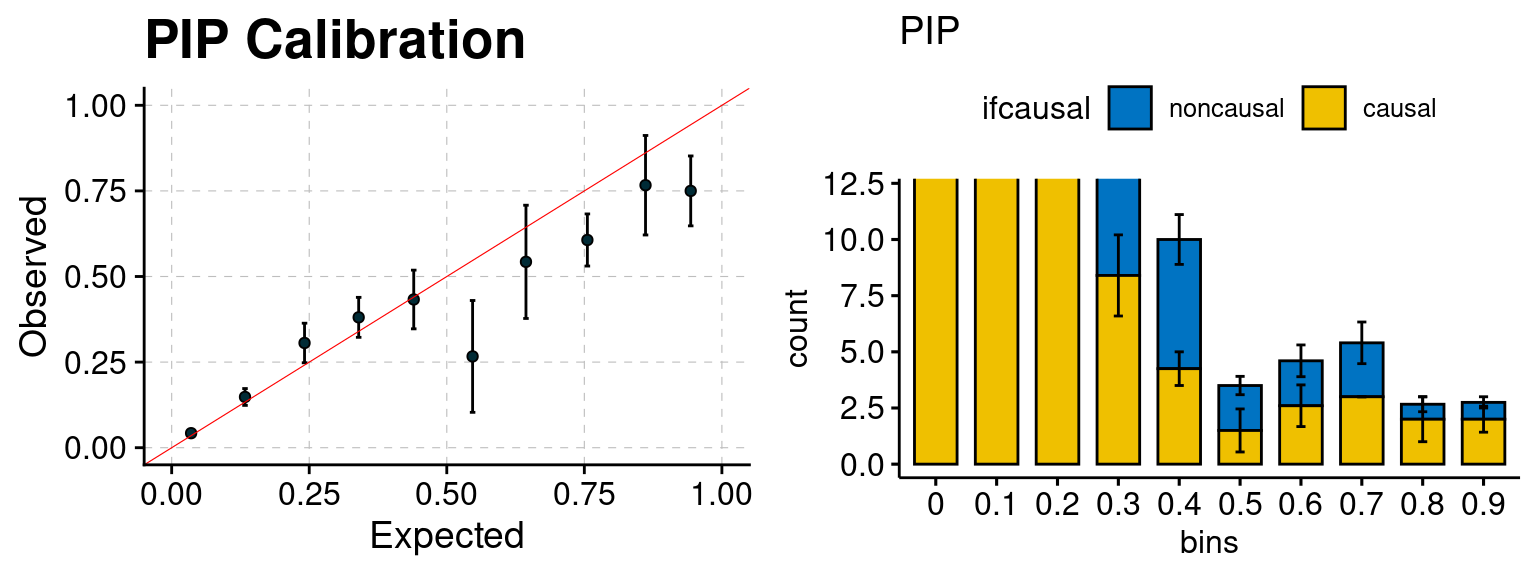 PIP Calibration
1.00
0.75
0.50
0.25
0.00
Observed
0.00 0.25 0.50 0.75 1.00
Expected
PIP
ifcausal noncausal causal
12.5
10.0
7.5
5.0
2.5
0.0
count
0 0.1 0.2 0.3 0.4 0.5 0.6 0.7 0.8 0.9
bins